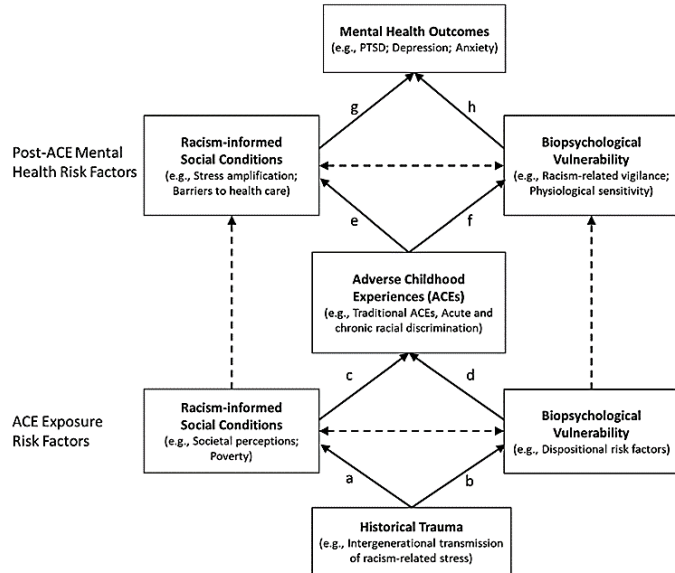 Mental Health Outcomes
(e.g., PTSD; Depression; Anxiety)
g
h
Post-ACE Mental
Health Risk Factors
Racism-informed
Social Conditions
(e.g., Stress amplification;
Barriers to health care)
Biopsychological
Vulnerability
(e.g., Racism-related vigilance;
Physiological sensitivity)
e
f
Adverse Childhood
Experiences (ACEs)
(e.g., Traditional ACEs, Acute and
chronic racial discrimination)
c
d
ACE Exposure
Risk Factors
Racism-informed
Social Conditions
(e.g., Societal perceptions;
Poverty)
Biopsychological
Vulnerability
(e.g., Dispositional risk factors)
a
b
Historical Trauma
(e.g., Intergenerational transmission
of racism-related stress)